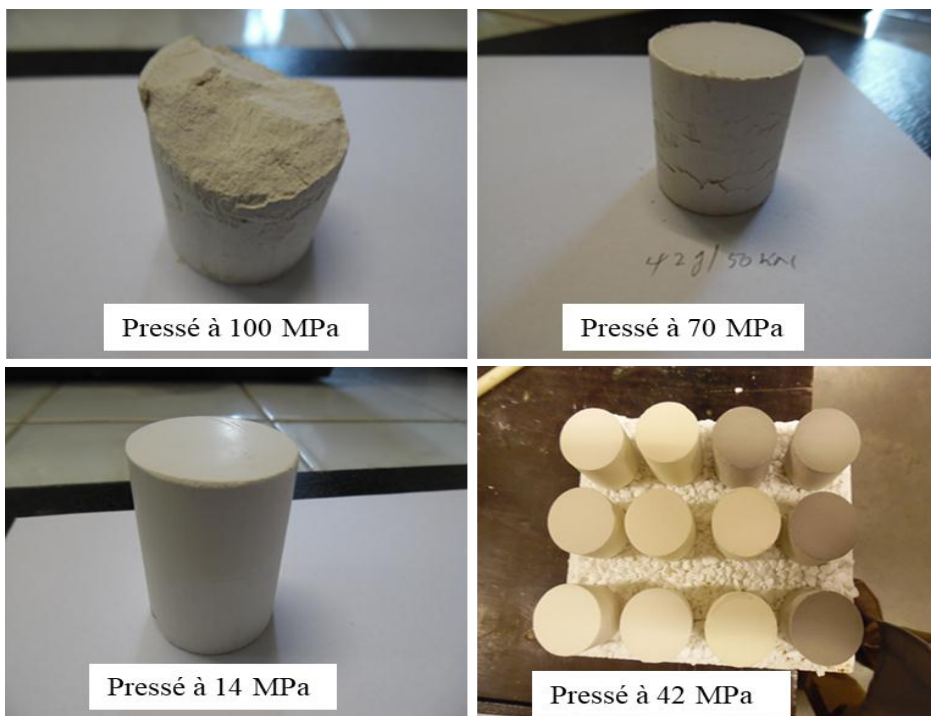 Pressé à 100 MPa
42g/50 KN
Pressé à 70 MPa
Pressé à 14 MPa
Pressé à 42 MPa